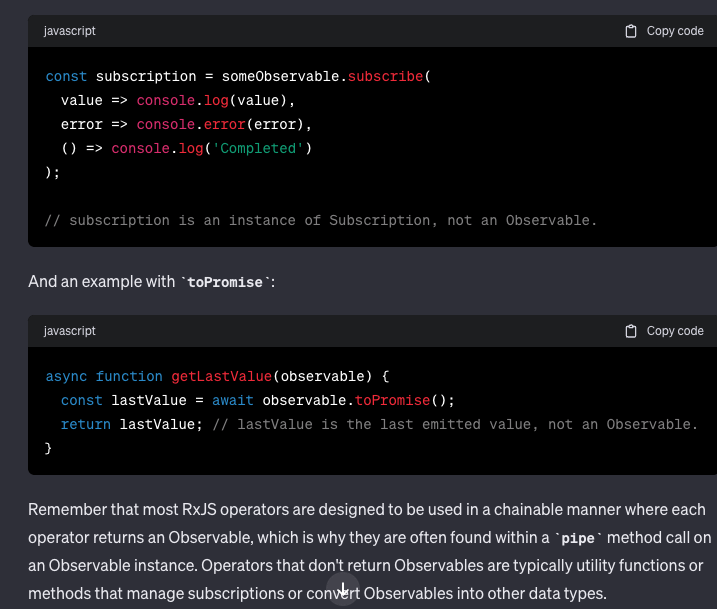 javascript Copy code
const subscription = someObservable.subscribe(
  value => console.log(value),
  error => console.error(error),
  () => console.log('Completed')
);
// subscription is an instance of Subscription, not an Observable.
And an example with `toPromise`:
javascript Copy code
async function getLastValue(observable) {
  const lastValue = await observable.toPromise();
  return lastValue; // lastValue is the last emitted value, not an Observable.
}
Remember that most RxJS operators are designed to be used in a chainable manner where each
operator returns an Observable, which is why they are often found within a `pipe` method call on
an Observable instance. Operators that don't return Observables are typically utility functions or
methods that manage subscriptions or convert Observables into other data types.